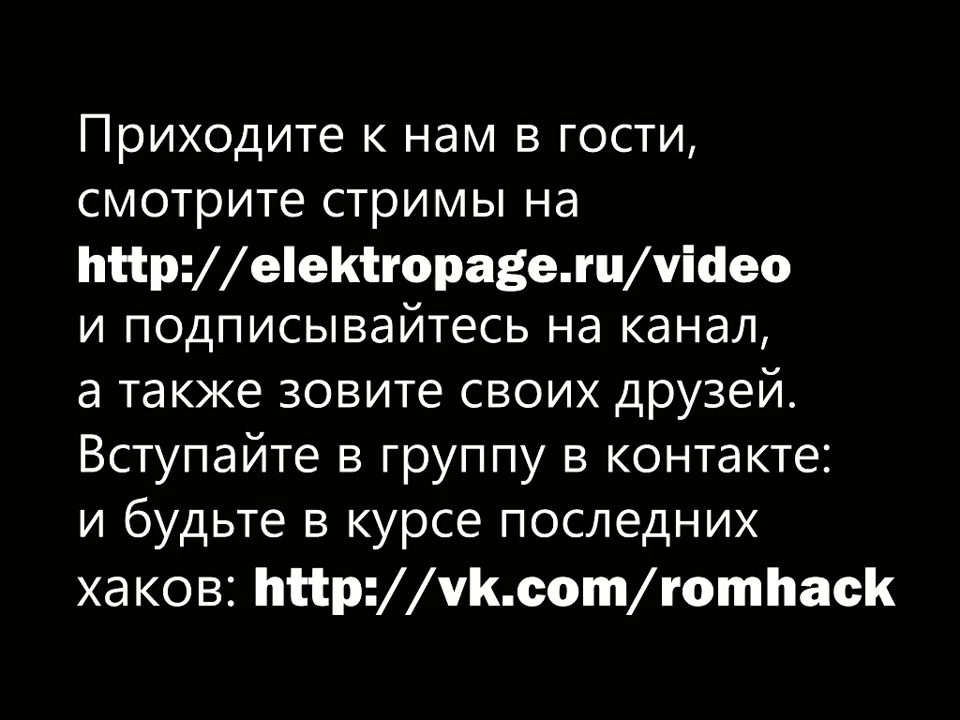 Приходите к нам в гости,
смотрите стримы на
http://elektropage.ru/video
и подписывайтесь на канал,
а также зовите своих друзей.
Вступайте в группу в контакте:
и будьте в курсе последних
хаков: http://vk.com/romhack